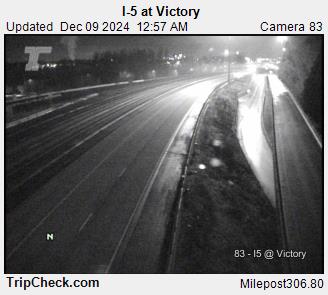 I-5 at Victory
Updated  Dec 09 2024  12:57 AM
Camera 83
T
N
83 - I5 @ Victory
TripCheck.com
Milepost306.80